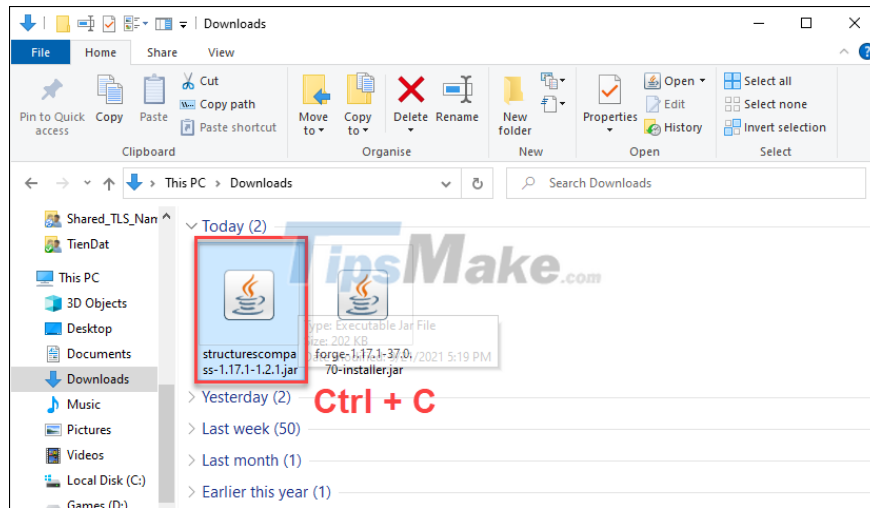 Downloads
File Home Share View
Pin to Quick access
Copy
Paste
Cut
Copy path
Paste shortcut
Move to
Copy to
Delete
Rename
New folder
Properties
Open
Edit
History
Select all
Select none
Invert selection
Clipboard Organise New Open Select
This PC > Downloads
Search Downloads
Shared_TLS_Nam
TienDat
This PC
3D Objects
Desktop
Documents
Downloads
Music
Pictures
Videos
Local Disk (C:)
Games (D:)
Today (2)
TipsMake.com
structurescompa
ss-1.17.1-1.2.1.jar
forge-1.17.1-37.0.
70-installer.jar
Type: Executable Jar File
Size: 202 KB
5:19 PM
Yesterday (2)
Ctrl + C
Last week (50)
Last month (1)
Earlier this year (1)